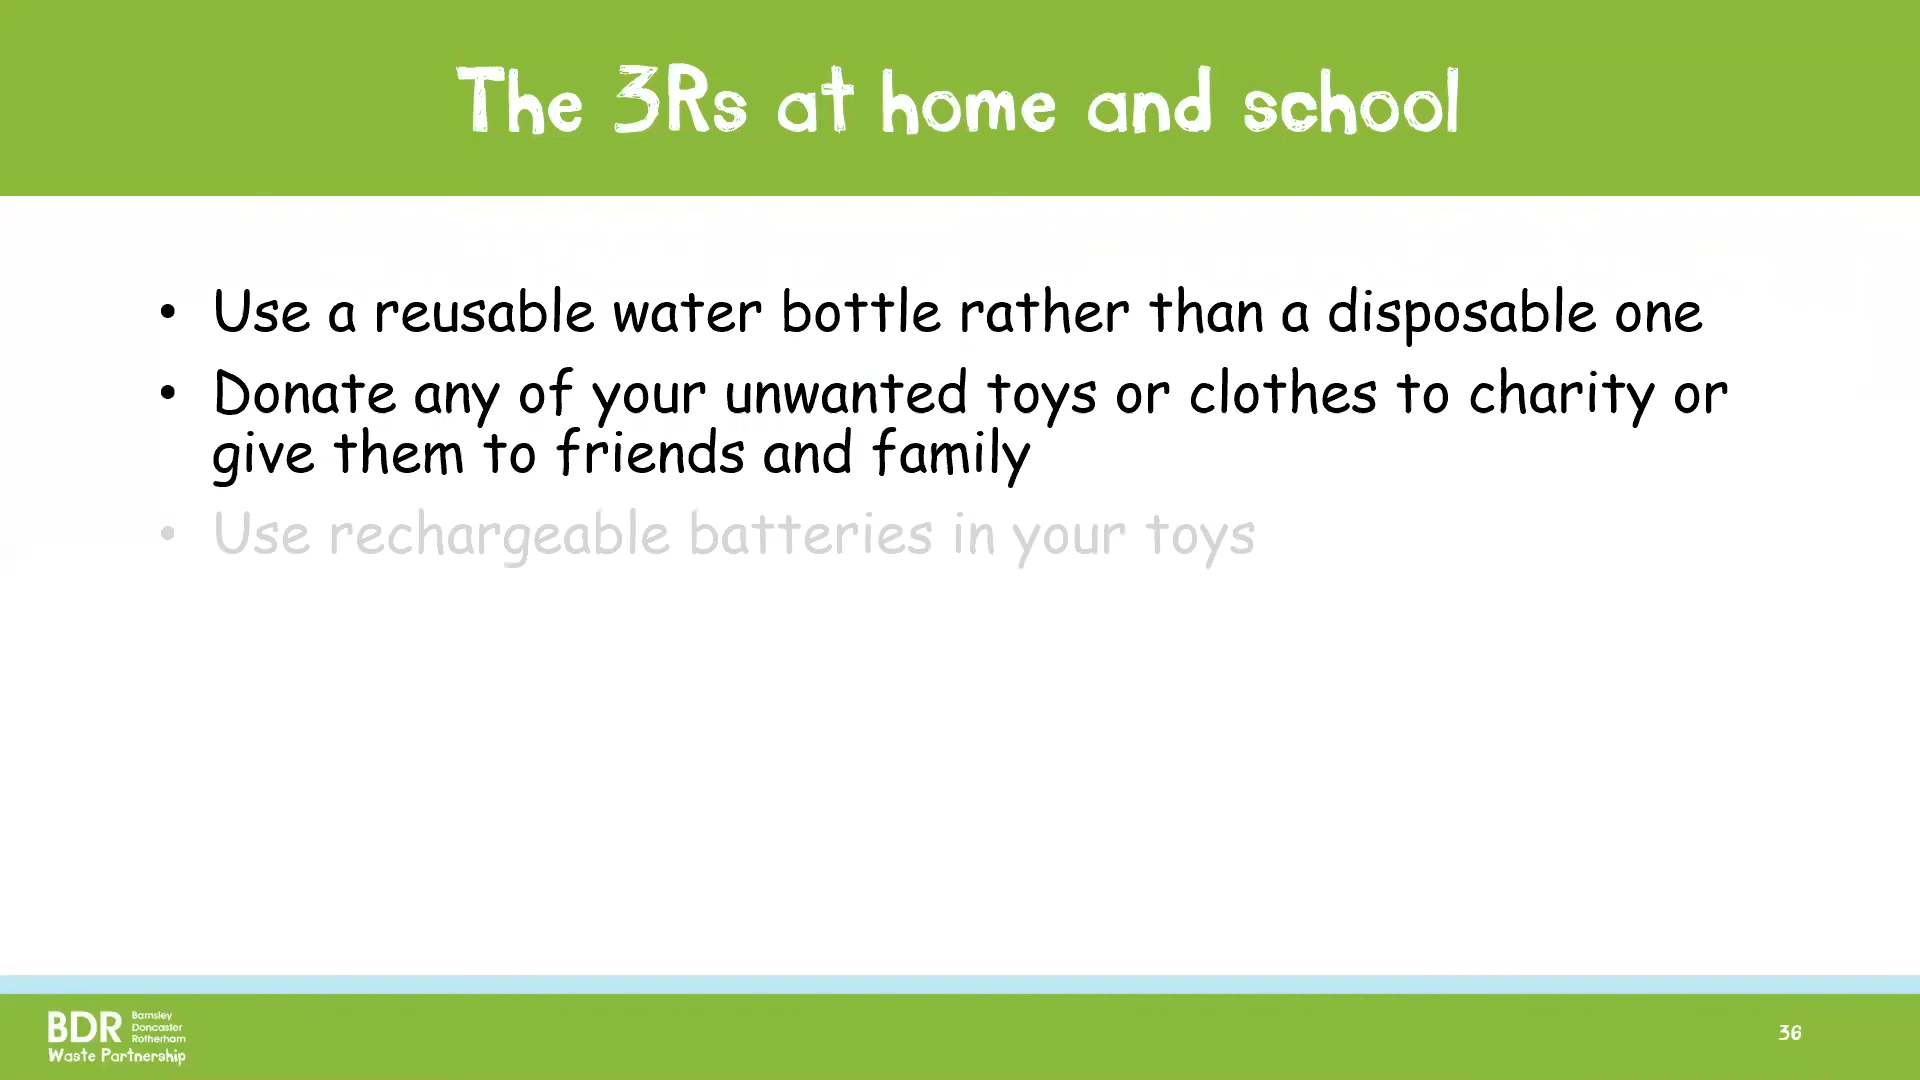 The 3Rs at home and school
• Use a reusable water bottle rather than a disposable one
• Donate any of your unwanted toys or clothes to charity or
give them to friends and family
• Use rechargeable batteries in your toys
BDR
Barnsley
Doncaster
Rotherham
Waste Partnership
36